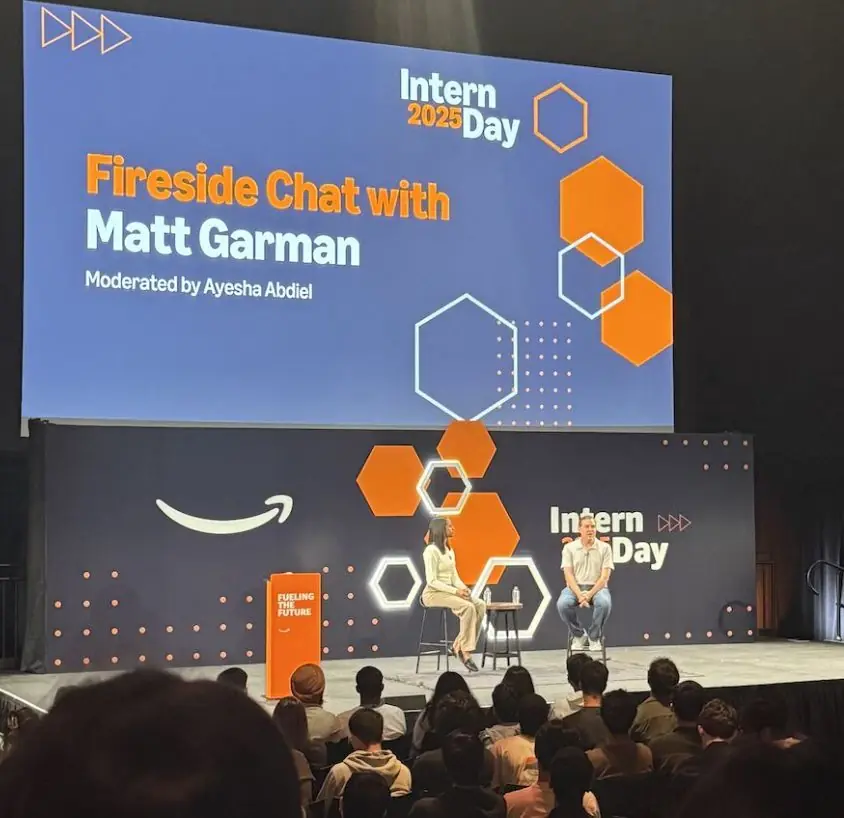 Intern
2025 Day
Fireside Chat with
Matt Garman
Moderated by Ayesha Abdiel
Intern
Day
FUELING
THE
FUTURE